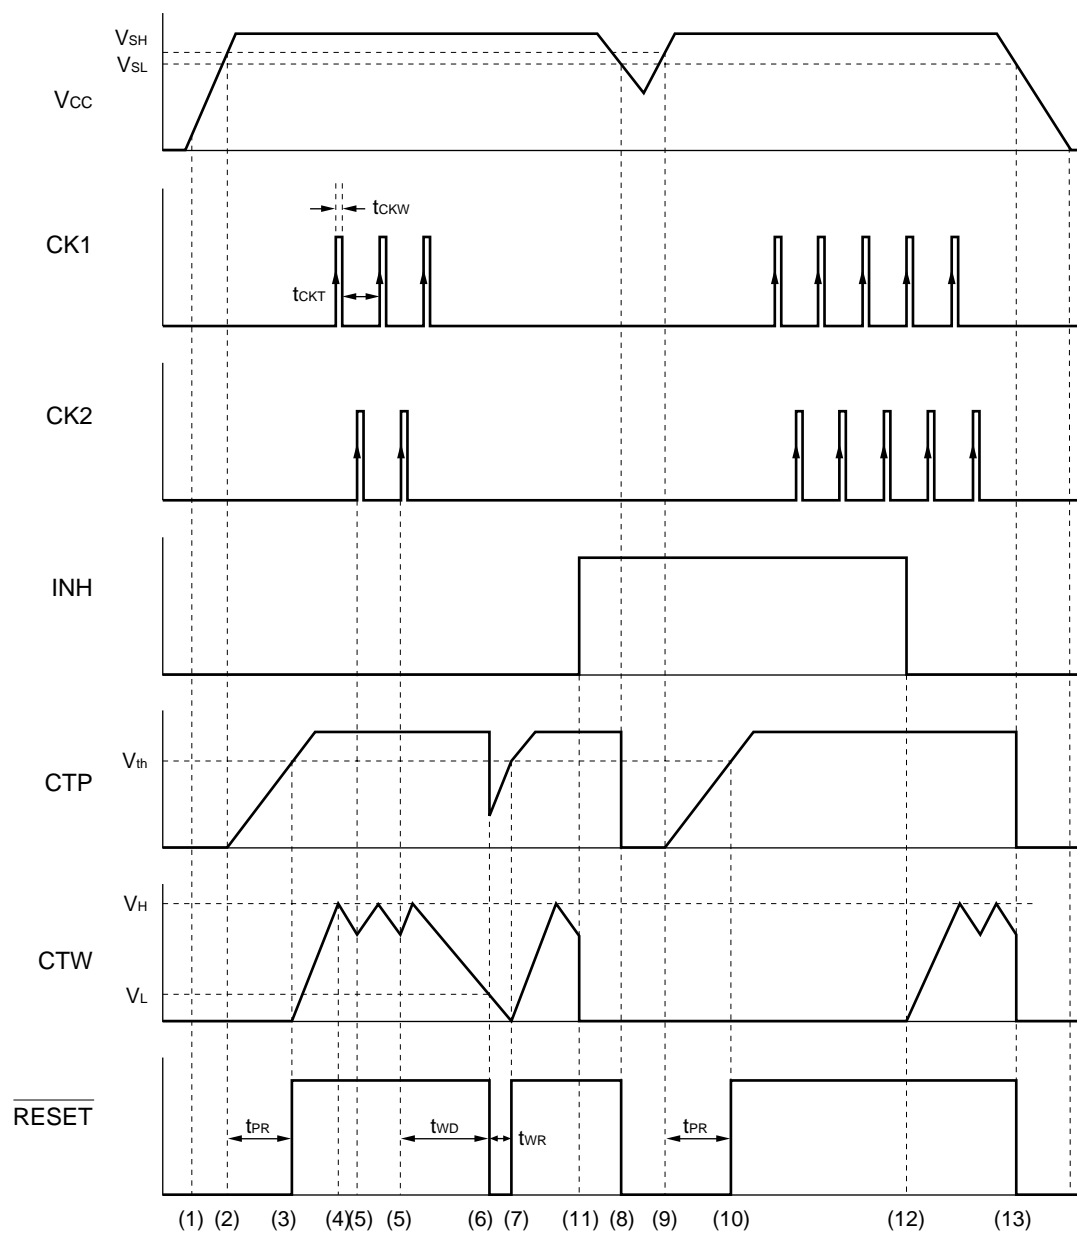 VSH
VSL
VCC
CK1
tCKW
tCKT
CK2
INH
Vth
CTP
VH
CTW
VL
RESET
tPR
tWD
tWR
tPR
(1) (2) (3) (4)(5) (5) (6) (7) (11) (8) (9) (10) (12) (13)